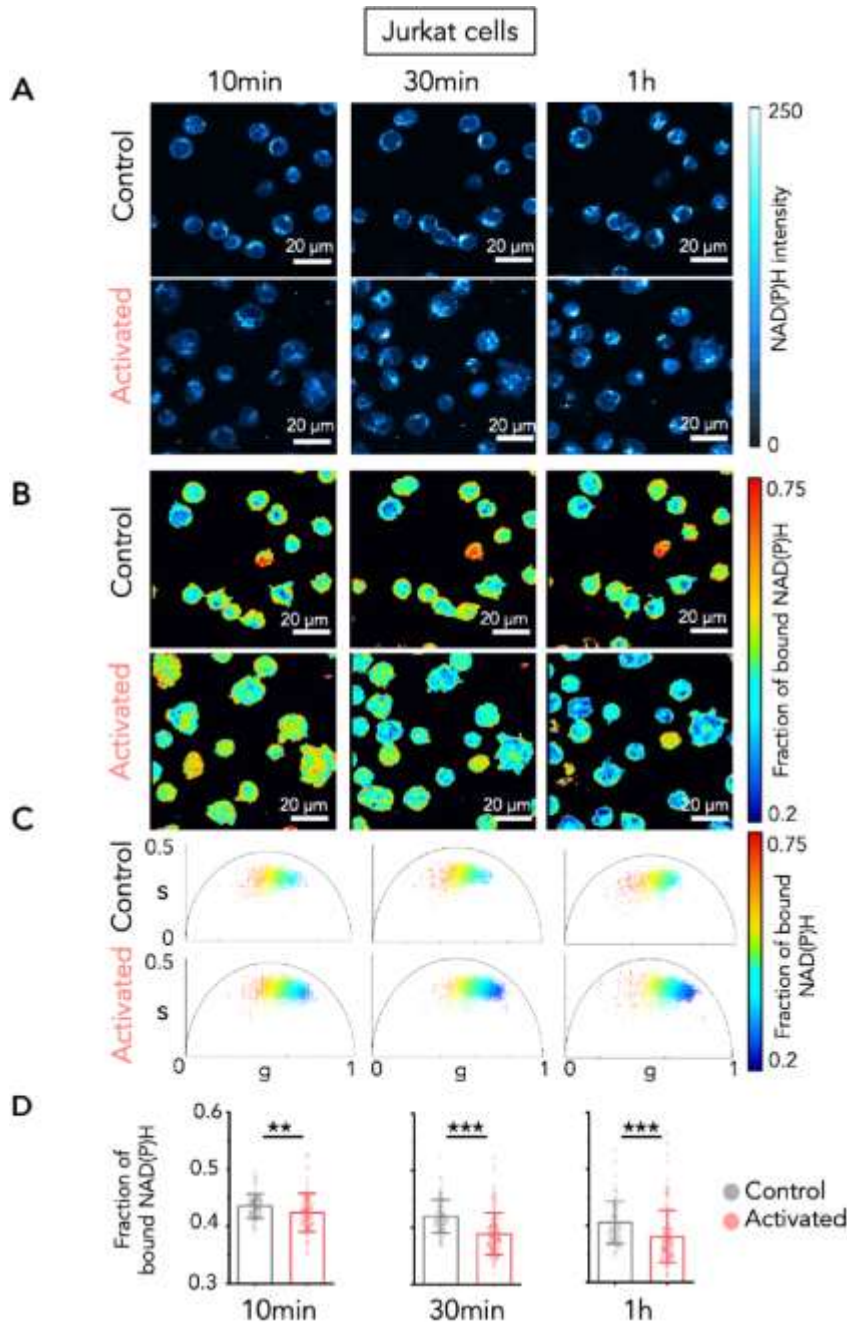 Jurkat cells
10min 30min 1h
A
Control
20 µm 20 µm 20 µm
Activated
20 µm 20 µm 20 µm
250
NAD(P)H intensity
0
B
Control
20 µm 20 µm 20 µm
Activated
20 µm 20 µm 20 µm
0.75
Fraction of bound NAD(P)H
0.2
C
Control
0.5
s
0
Activated
0.5
s
0 g 1 0 g 1 0 g 1
0.75
Fraction of bound
NAD(P)H
0.2
D
Fraction of
bound NAD(P)H
0.6
0.5
0.4
0.3
** *** ***
10min 30min 1h
Control
Activated